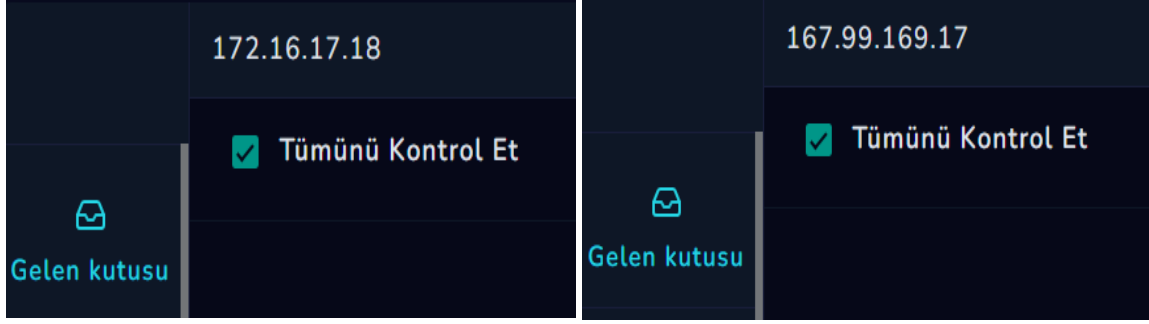 172.16.17.18
Tümünü Kontrol Et
Gelen kutusu
167.99.169.17
Tümünü Kontrol Et
Gelen kutusu